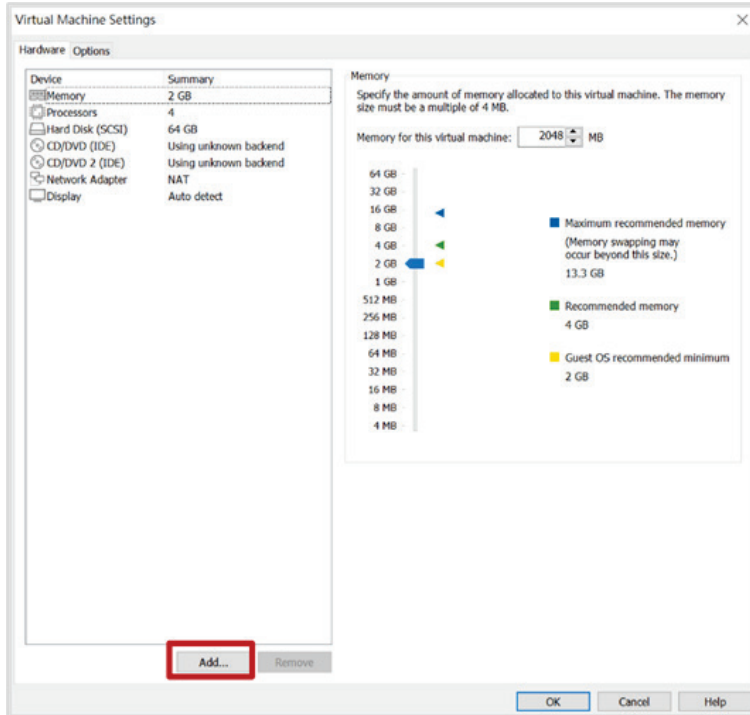 Virtual Machine Settings
Hardware Options
Device Summary
Memory 2 GB
Processors 4
Hard Disk (SCSI) 64 GB
CD/DVD (IDE) Using unknown backend
CD/DVD 2 (IDE) Using unknown backend
Network Adapter NAT
Display Auto detect
Add...
Remove
Memory
Specify the amount of memory allocated to this virtual machine. The memory
size must be a multiple of 4 MB.
Memory for this virtual machine: 2048 MB
64 GB
32 GB
16 GB
8 GB
4 GB
2 GB
1 GB
512 MB
256 MB
128 MB
64 MB
32 MB
16 MB
8 MB
4 MB
Maximum recommended memory
(Memory swapping may
occur beyond this size.)
13.3 GB
Recommended memory
4 GB
Guest OS recommended minimum
2 GB
OK Cancel Help